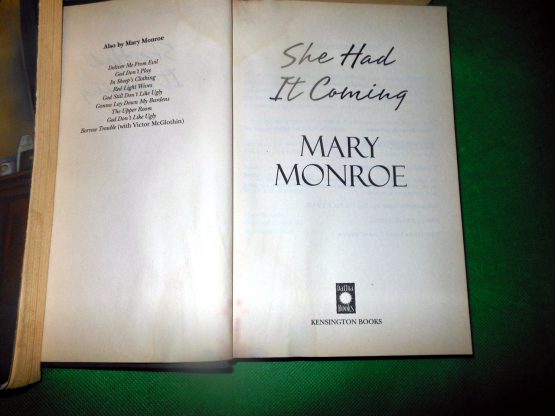 Also by Mary Monroe
Deliver Me From Evil
God Don't Play
In Sheep's Clothing
Red Light Wives
God Still Don't Like Ugly
Gonna Lay Down My Burdens
The Upper Room
God Don't Like Ugly
Borrow Trouble (with Victor McGlothin)
She Had
It Coming
MARY
MONROE
Dafina
Books
KENSINGTON BOOKS